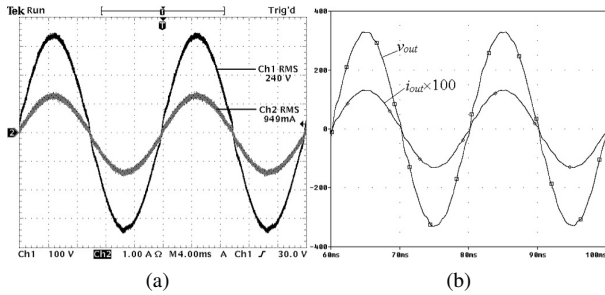 Tek Run
Trig'd
U
T
Ch1 RMS
240 V
Ch2 RMS
949mA
2
Ch1 100 V Ch2 1.00 A Ω M 4.00ms A Ch1 ʃ 30.0 V
(a)
400
200
0
-200
-400
v_out
i_out×100
60ms 70ms 80ms 90ms 100ms
(b)